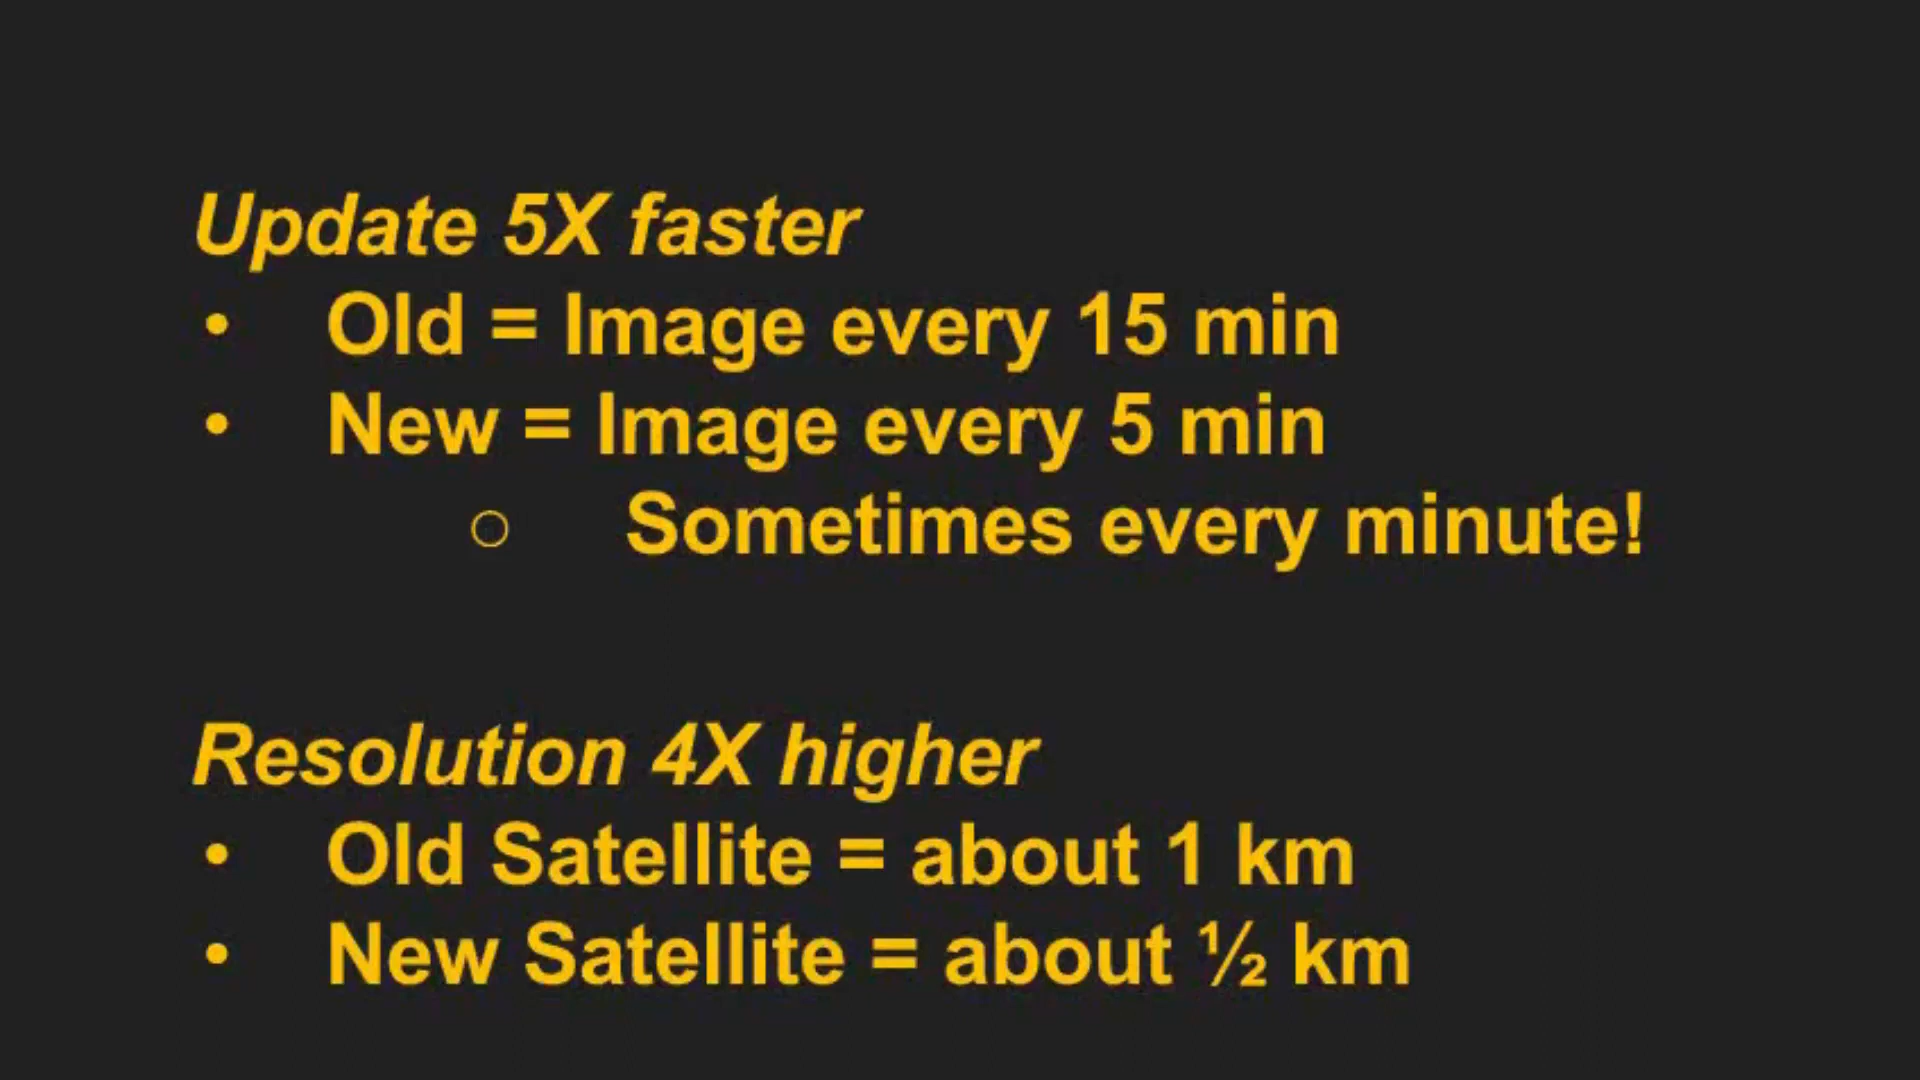 Update 5X faster
• Old = Image every 15 min
• New = Image every 5 min
○ Sometimes every minute!
Resolution 4X higher
• Old Satellite = about 1 km
• New Satellite = about ½ km